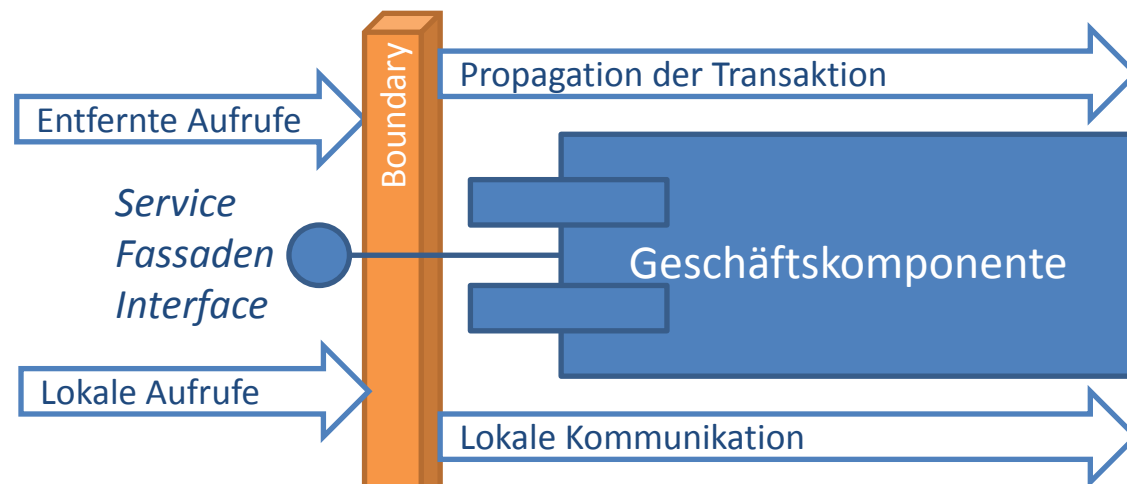 Boundary
Propagation der Transaktion
Entfernte Aufrufe
Service
Fassaden
Interface
Geschäftskomponente
Lokale Aufrufe
Lokale Kommunikation